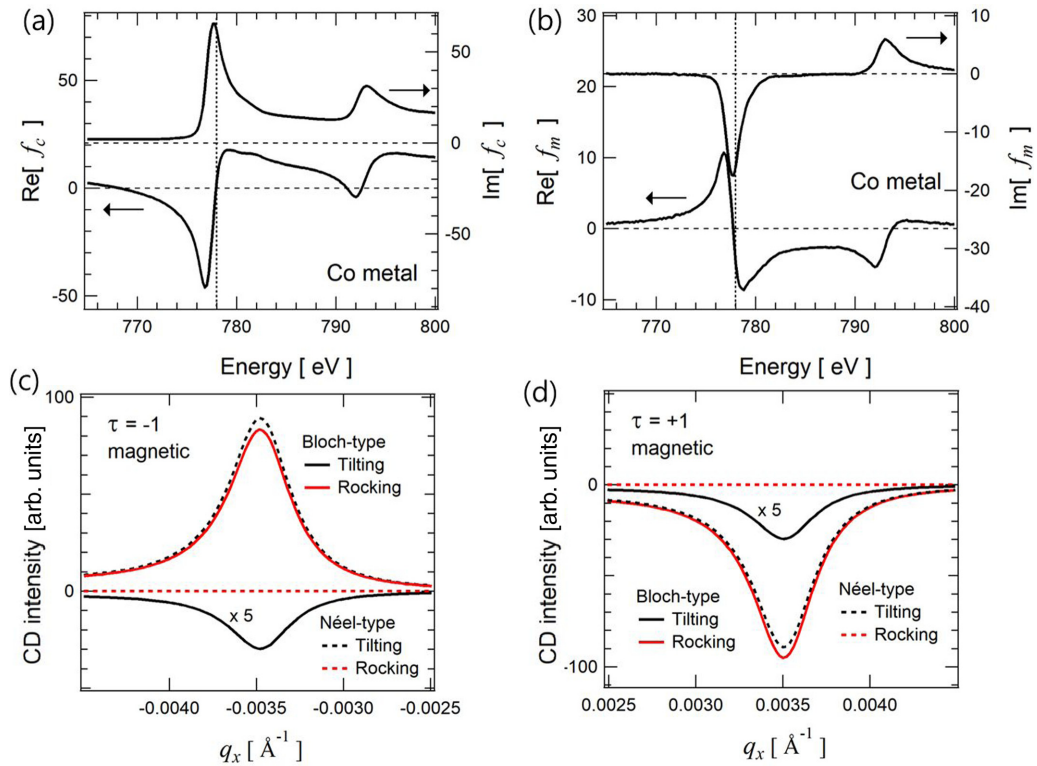 (a)
50
0
-50
Re[ f_c ]
50
0
-50
Im[ f_c ]
Co metal
770
780
790
800
Energy [ eV ]
(b)
30
20
10
0
-10
Re[ f_m ]
10
0
-10
-20
-30
-40
Im[ f_m ]
Co metal
770
780
790
800
Energy [ eV ]
(c)
100
0
CD intensity [arb. units]
τ = -1
magnetic
Bloch-type
Tilting
Rocking
x 5
Néel-type
Tilting
Rocking
-0.0040
-0.0035
-0.0030
-0.0025
q_x [ Å^-1 ]
(d)
0
-100
CD intensity [arb. units]
τ = +1
magnetic
x 5
Bloch-type
Tilting
Rocking
Néel-type
Tilting
Rocking
0.0025
0.0030
0.0035
0.0040
q_x [ Å^-1 ]